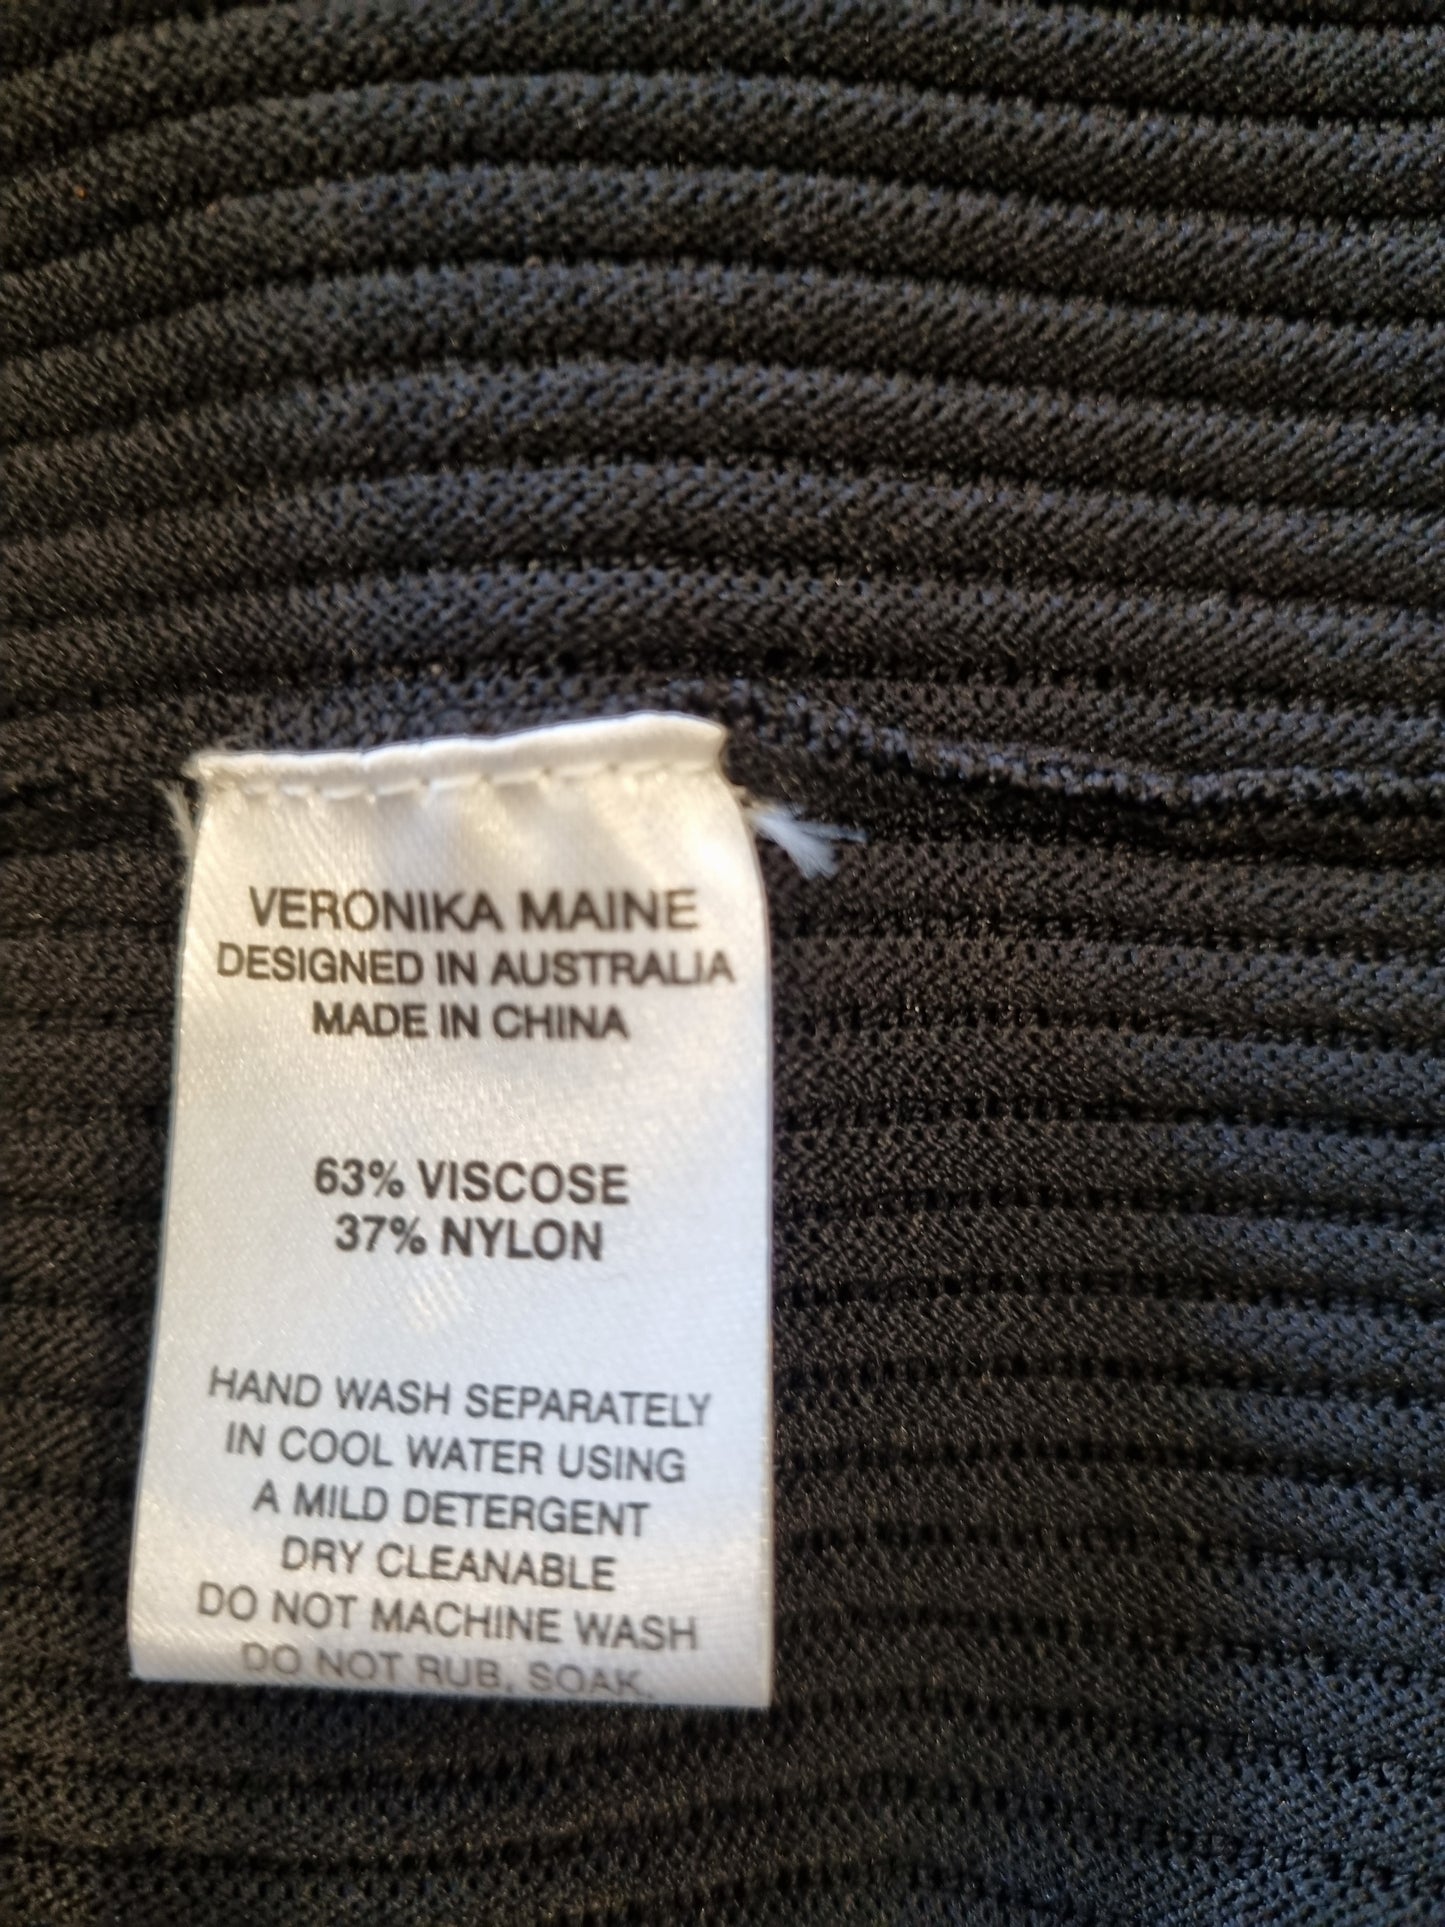 VERONIKA MAINE
DESIGNED IN AUSTRALIA
MADE IN CHINA
63% VISCOSE
37% NYLON
HAND WASH SEPARATELY
IN COOL WATER USING
A MILD DETERGENT
DRY CLEANABLE
DO NOT MACHINE WASH
DO NOT RUB, SOAK,